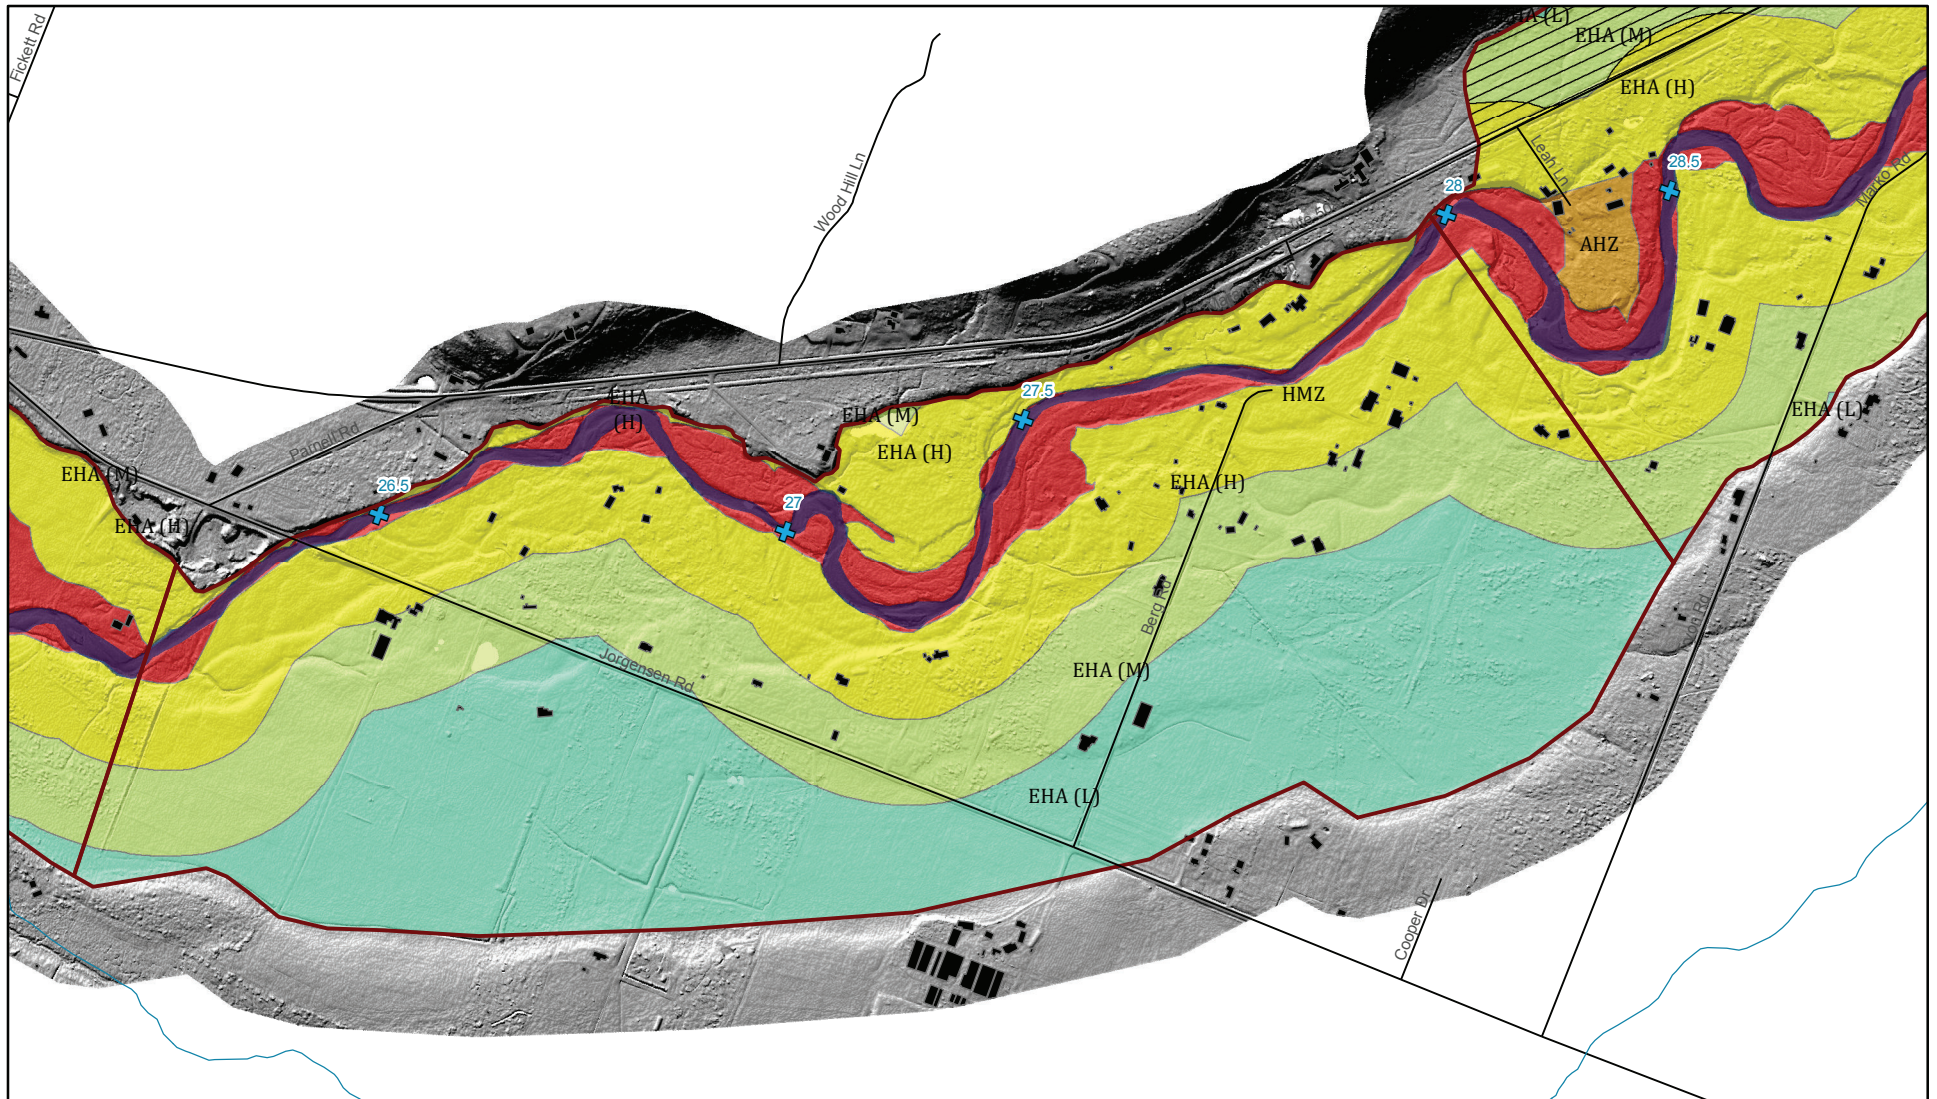 Fickett Rd
EHA (L)
EHA (M)
EHA (H)
Leah Ln
28.5
Marko Rd
Wood Hill Ln
28
AHZ
EHA
(H)
27.5
HMZ
EHA (M)
EHA (L)
Parnell Rd
EHA (H)
EHA (M)
26.5
27
EHA (H)
EHA (H)
Berg Rd
Jorgensen Rd
EHA (M)
EHA (L)
Cooper Dr